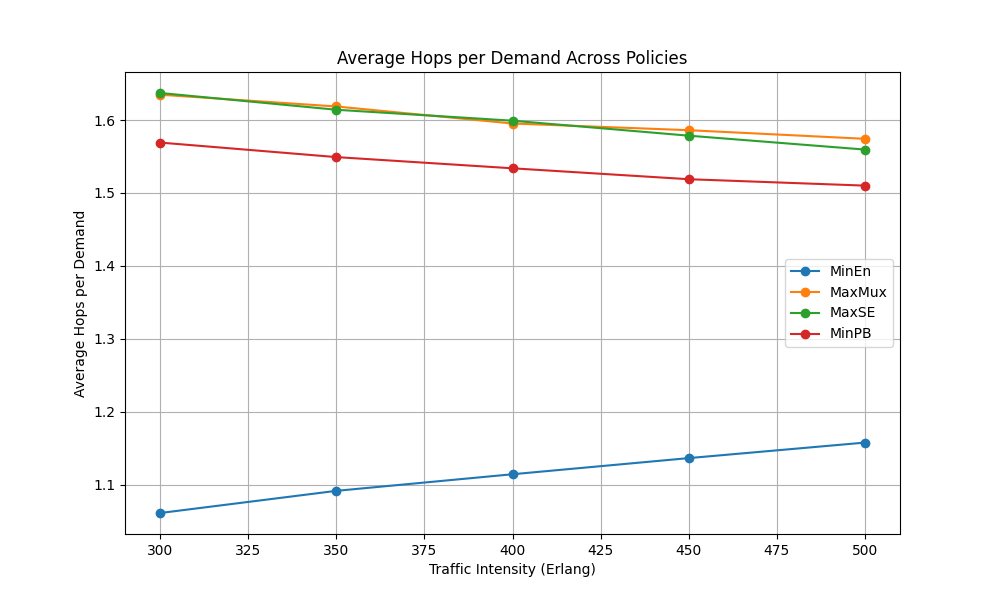 Average Hops per Demand Across Policies
Average Hops per Demand
1.6
1.5
1.4
1.3
1.2
1.1
MinEn
MaxMux
MaxSE
MinPB
300 325 350 375 400 425 450 475 500
Traffic Intensity (Erlang)